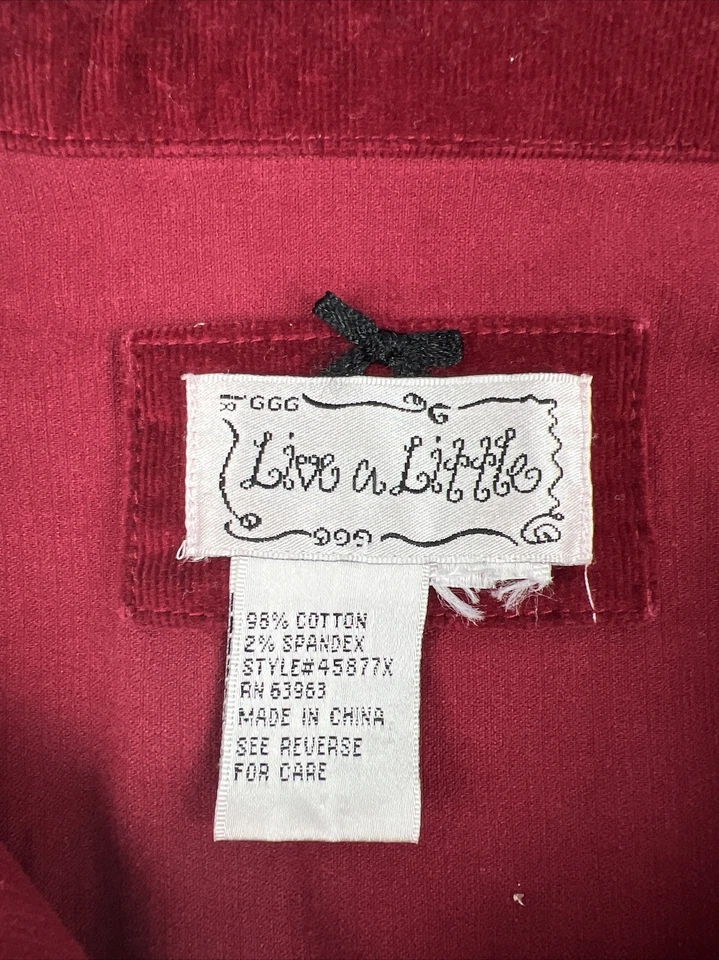 Live a Little
98% COTTON
2% SPANDEX
STYLE#45877X
RN 63963
MADE IN CHINA
SEE REVERSE
FOR CARE